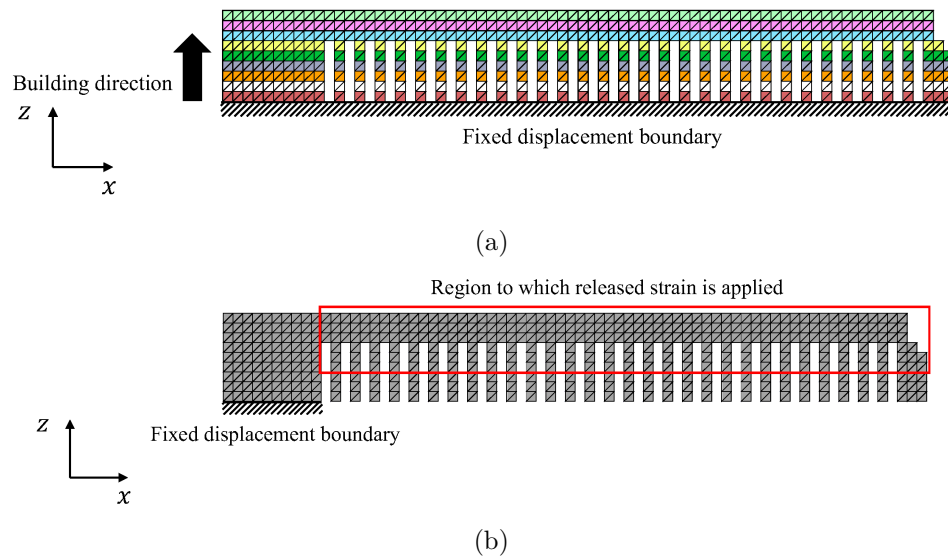 Building direction
z
x
Fixed displacement boundary
(a)
Region to which released strain is applied
z
Fixed displacement boundary
x
(b)